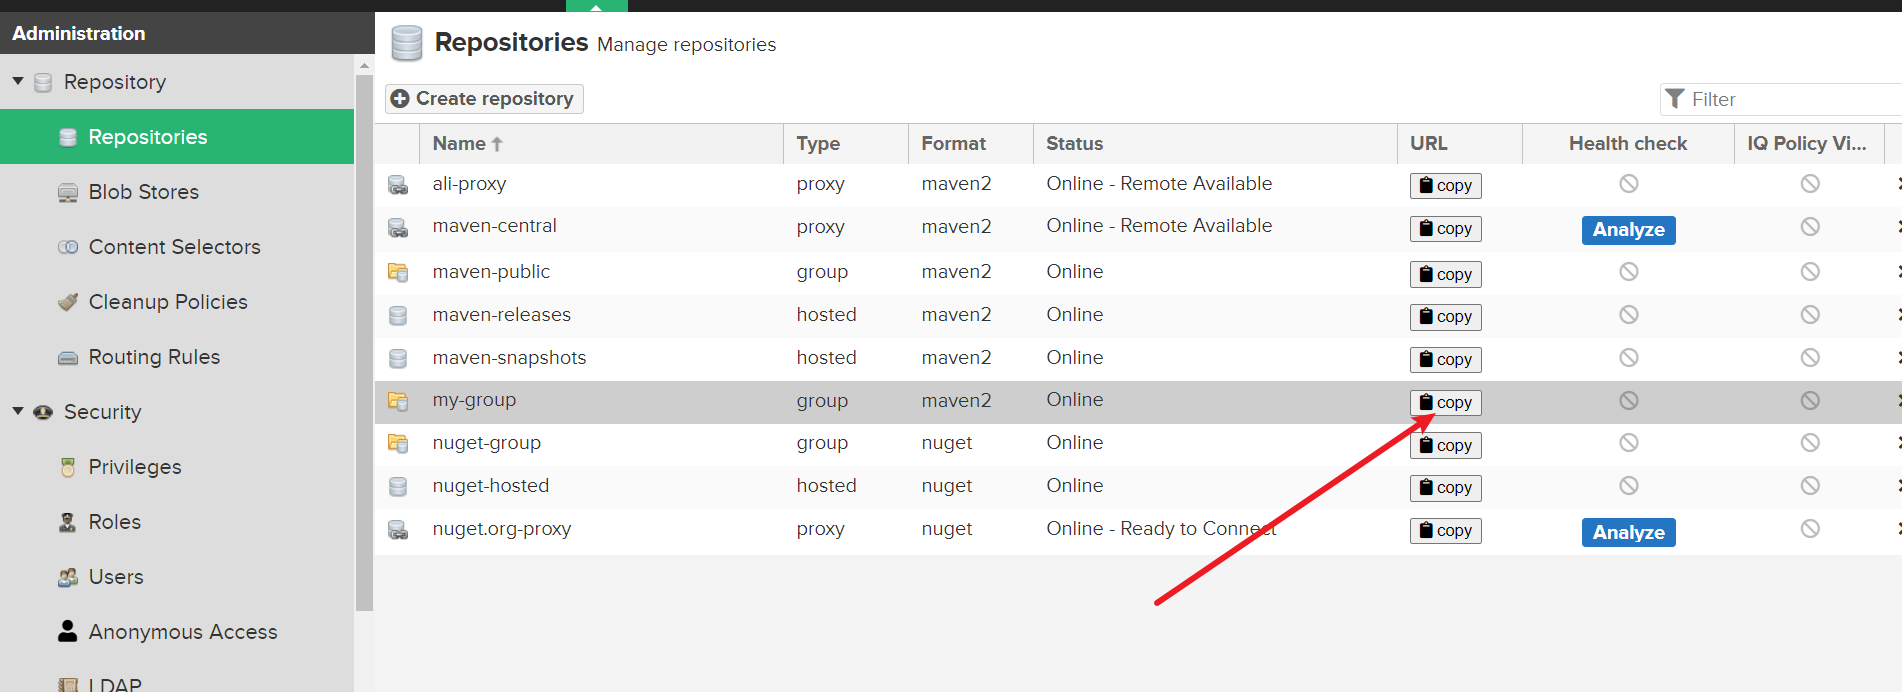 Administration
Repository
Repositories
Blob Stores
Content Selectors
Cleanup Policies
Routing Rules
Security
Privileges
Roles
Users
Anonymous Access
LDAP
Repositories Manage repositories
Create repository
Filter
Name Type Format Status URL Health check IQ Policy Vi...
ali-proxy proxy maven2 Online - Remote Available copy
maven-central proxy maven2 Online - Remote Available copy Analyze
maven-public group maven2 Online copy
maven-releases hosted maven2 Online copy
maven-snapshots hosted maven2 Online copy
my-group group maven2 Online copy
nuget-group group nuget Online copy
nuget-hosted hosted nuget Online copy
nuget.org-proxy proxy nuget Online - Ready to Connect copy Analyze